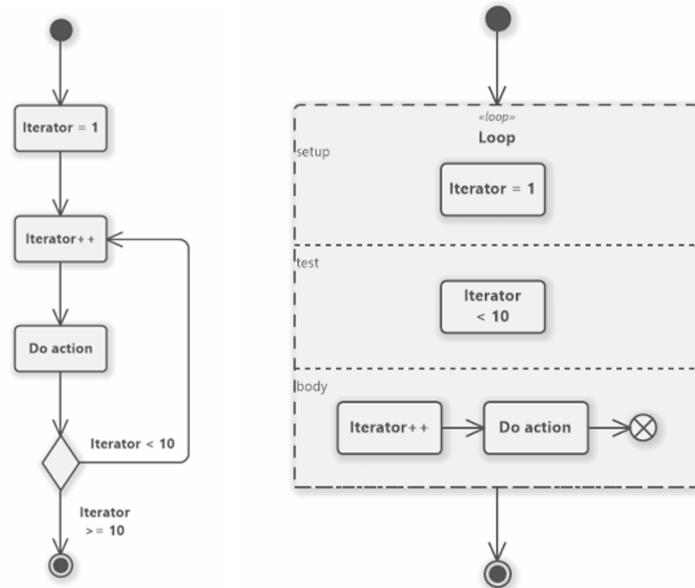 Iterator = 1
Iterator++
Do action
Iterator < 10
Iterator
>= 10
«loop»
Loop
setup
Iterator = 1
test
Iterator
< 10
body
Iterator++
Do action